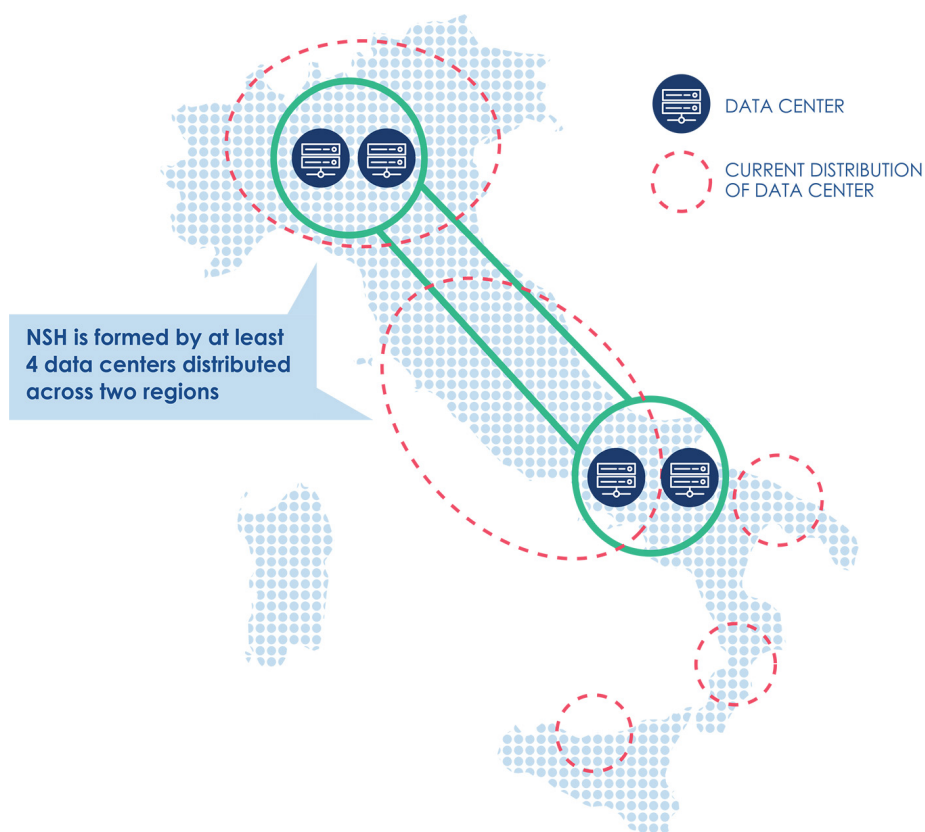 DATA CENTER
CURRENT DISTRIBUTION
OF DATA CENTER
NSH is formed by at least
4 data centers distributed
across two regions